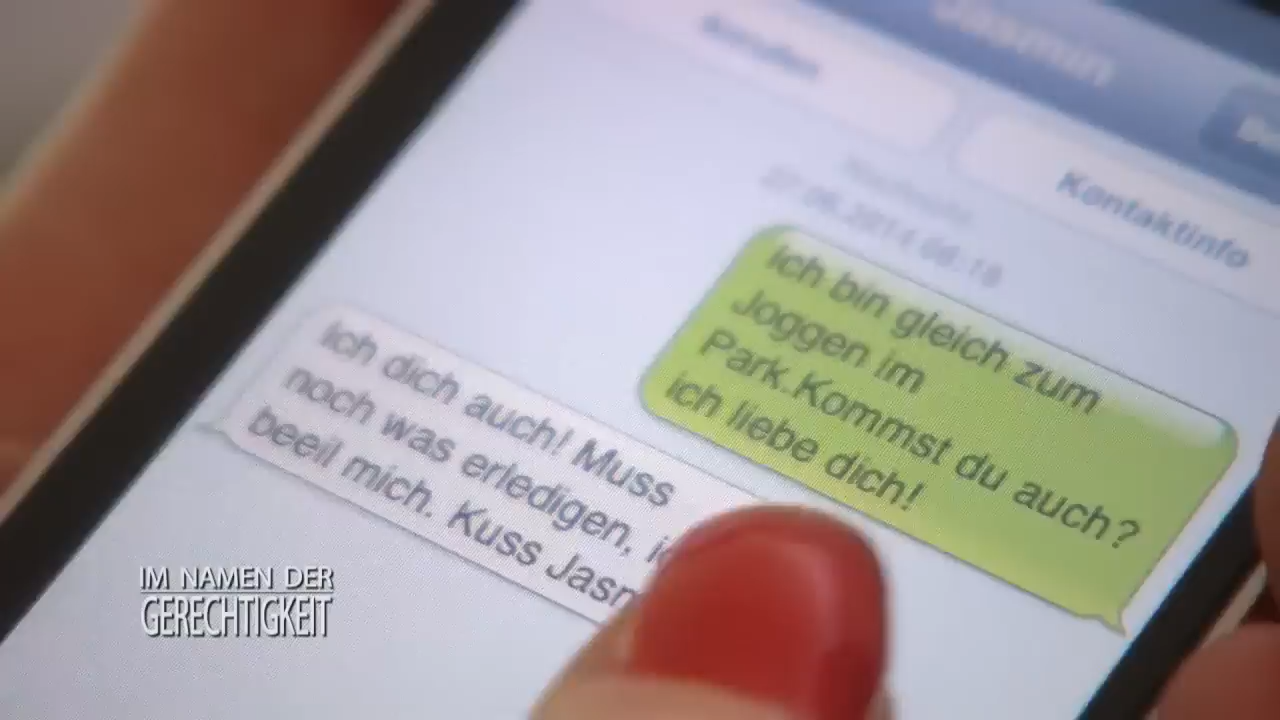 Jasmin
Kontaktinfo
Ich bin gleich zum
Joggen im
Park.Kommst du auch?
ich liebe dich!
Ich dich auch! Muss
noch was erledigen,
beeil mich. Kuss
IM NAMEN DER
GERECHTIGKEIT